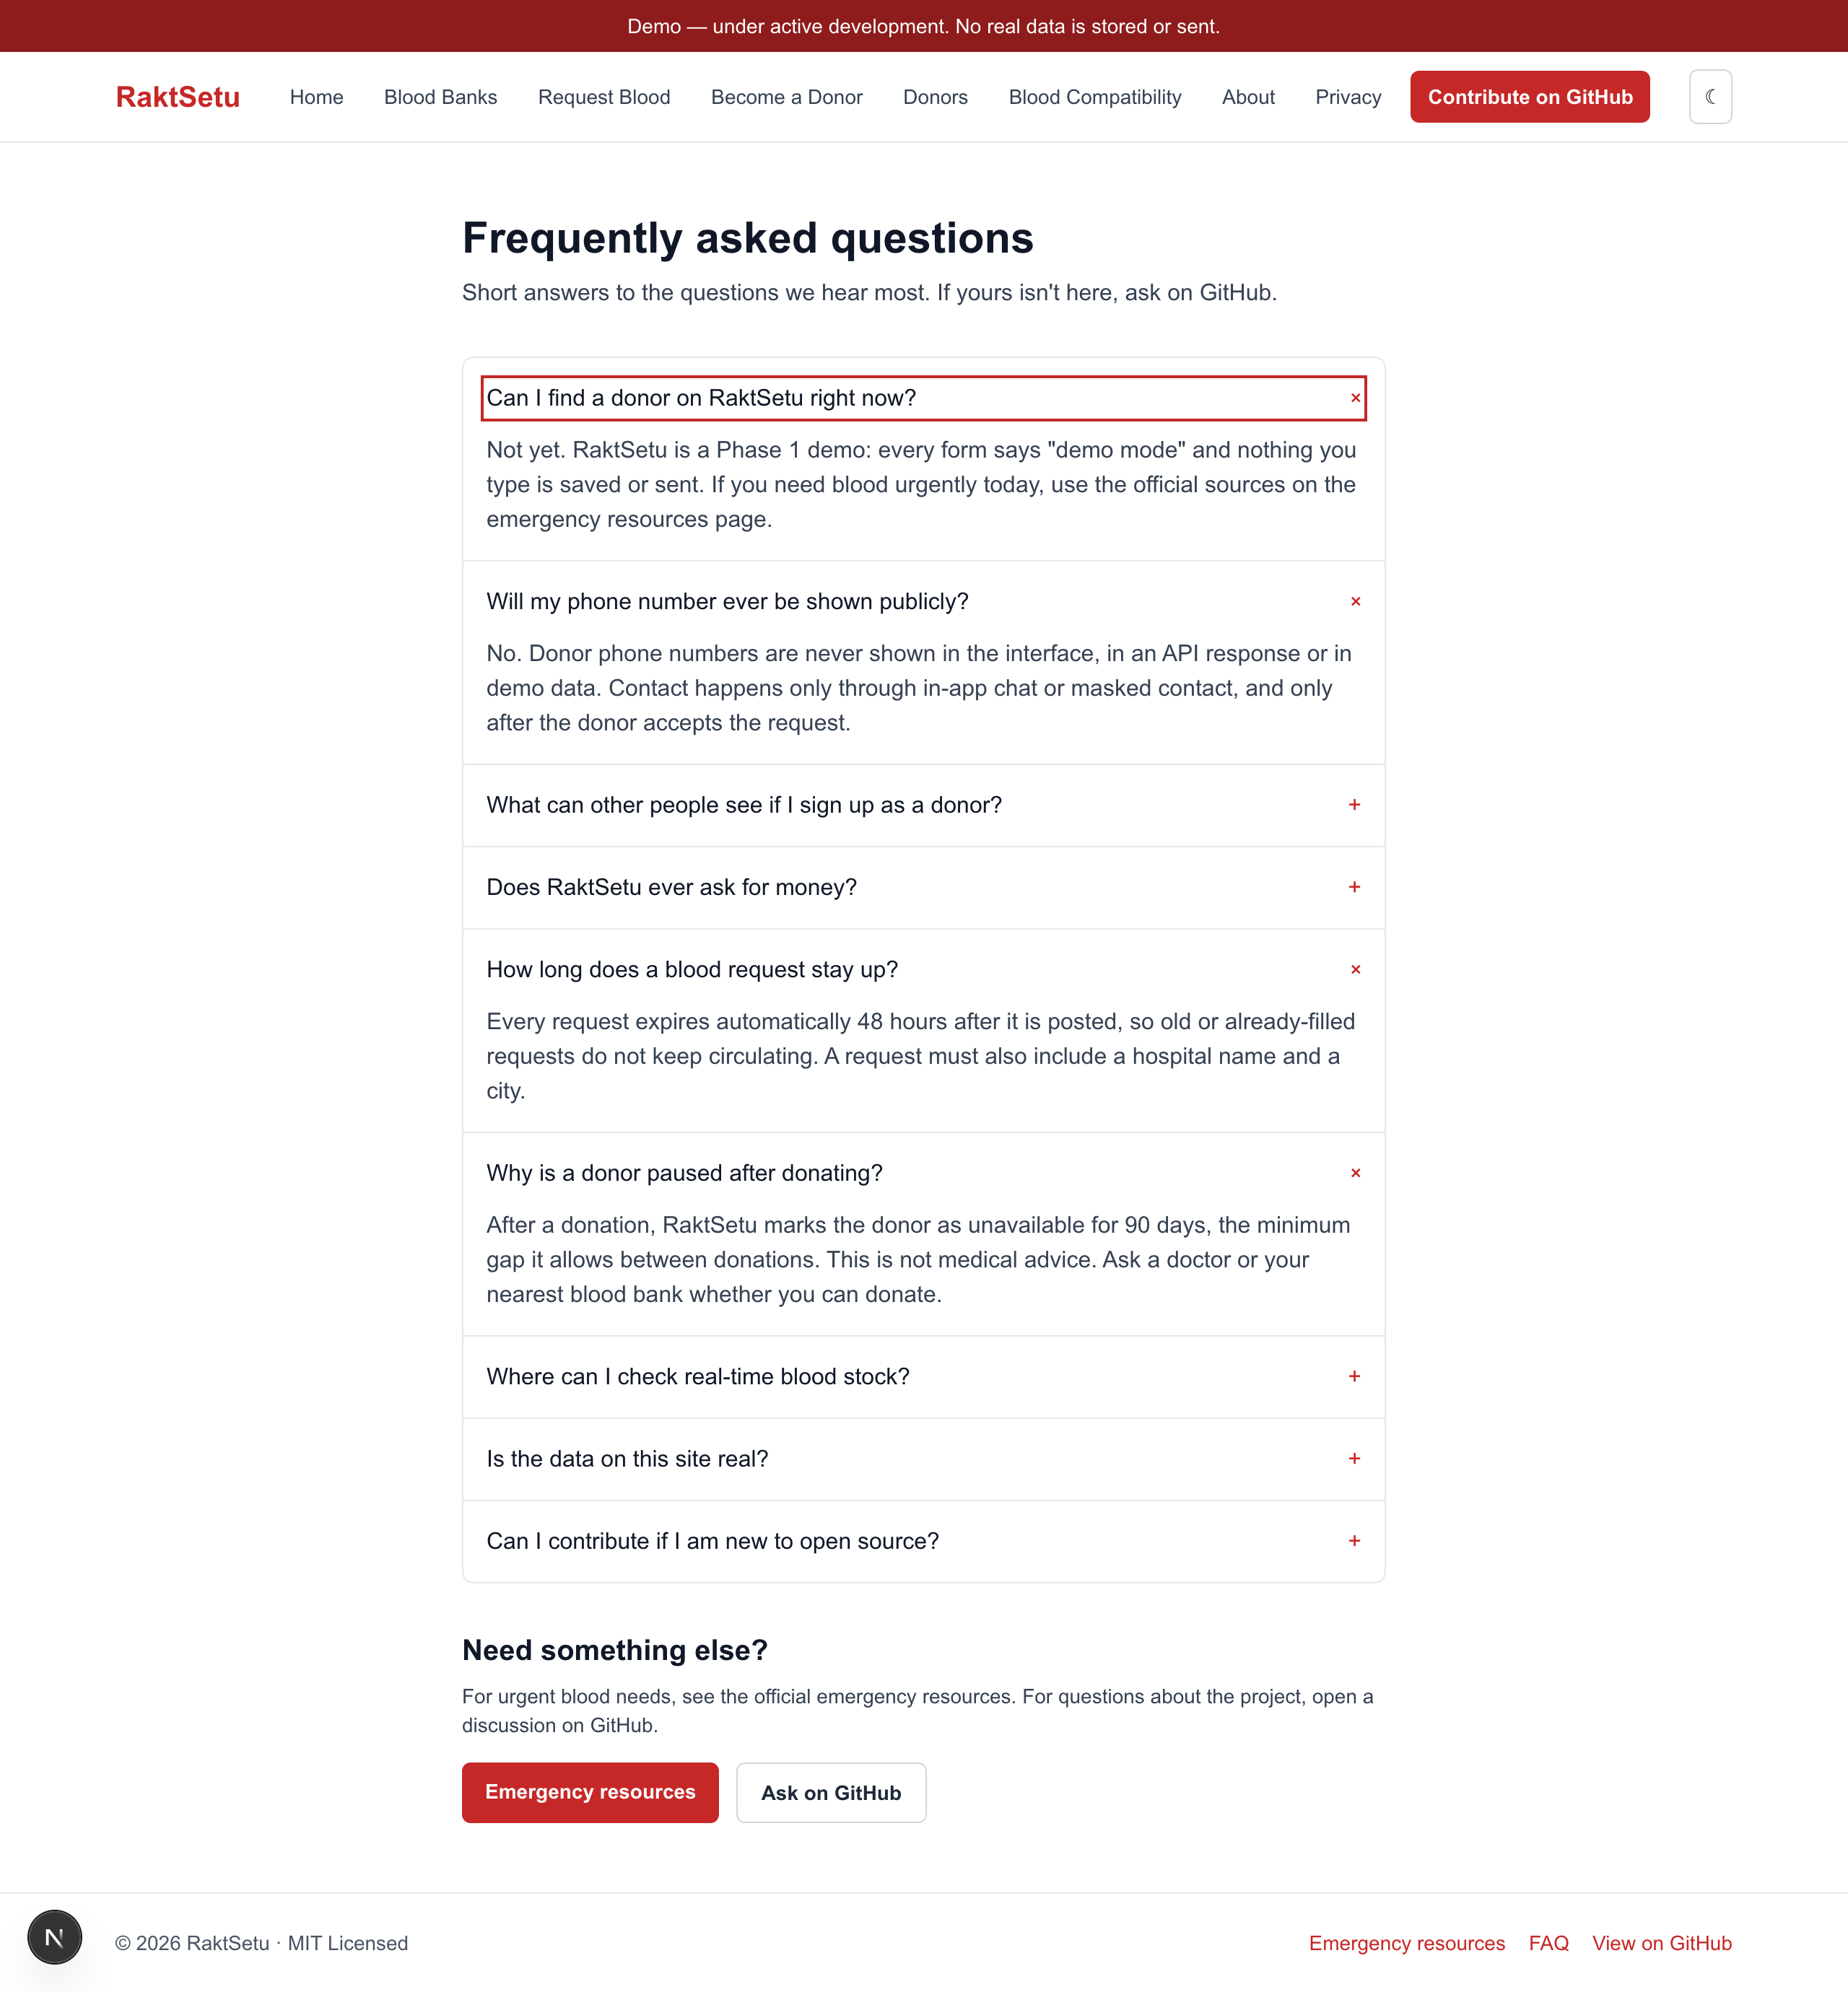 Demo — under active development. No real data is stored or sent.
RaktSetu Home Blood Banks Request Blood Become a Donor Donors Blood Compatibility About Privacy Contribute on GitHub ☾
Frequently asked questions
Short answers to the questions we hear most. If yours isn't here, ask on GitHub.
Can I find a donor on RaktSetu right now? ×
Not yet. RaktSetu is a Phase 1 demo: every form says "demo mode" and nothing you
type is saved or sent. If you need blood urgently today, use the official sources on the
emergency resources page.
Will my phone number ever be shown publicly? ×
No. Donor phone numbers are never shown in the interface, in an API response or in
demo data. Contact happens only through in-app chat or masked contact, and only
after the donor accepts the request.
What can other people see if I sign up as a donor? +
Does RaktSetu ever ask for money? +
How long does a blood request stay up? ×
Every request expires automatically 48 hours after it is posted, so old or already-filled
requests do not keep circulating. A request must also include a hospital name and a
city.
Why is a donor paused after donating? ×
After a donation, RaktSetu marks the donor as unavailable for 90 days, the minimum
gap it allows between donations. This is not medical advice. Ask a doctor or your
nearest blood bank whether you can donate.
Where can I check real-time blood stock? +
Is the data on this site real? +
Can I contribute if I am new to open source? +
Need something else?
For urgent blood needs, see the official emergency resources. For questions about the project, open a
discussion on GitHub.
Emergency resources Ask on GitHub
N © 2026 RaktSetu · MIT Licensed Emergency resources FAQ View on GitHub